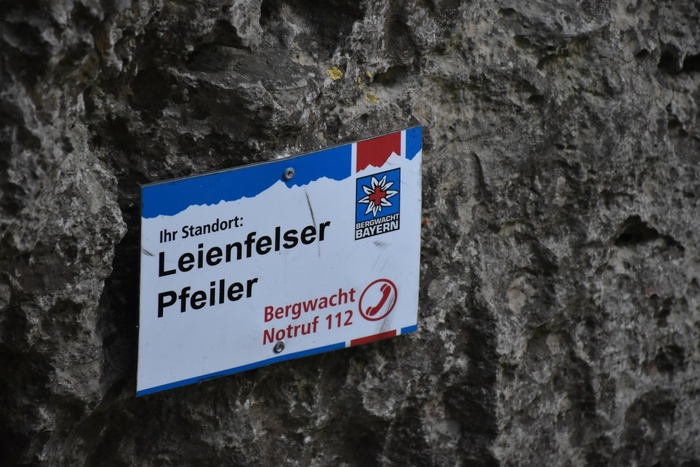 Ihr Standort:
Leienfelser
Pfeiler
BERGWACHT
BAYERN
Bergwacht
Notruf 112